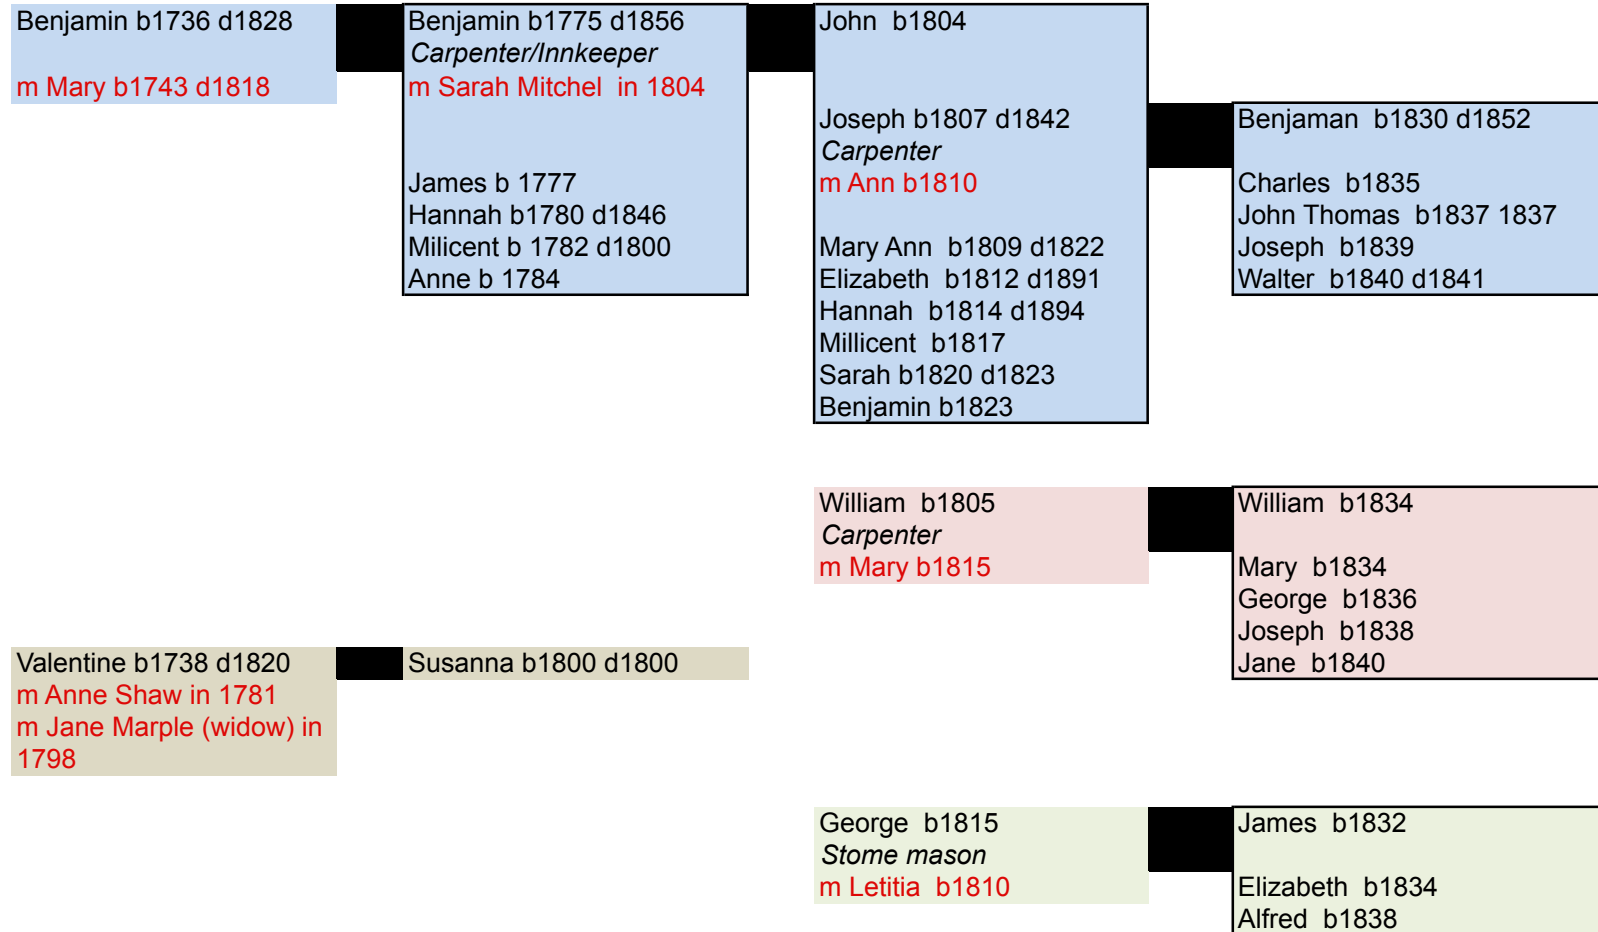 Benjamin b1736 d1828
m Mary b1743 d1818
Benjamin b1775 d1856
Carpenter/Innkeeper
m Sarah Mitchel in 1804
James b 1777
Hannah b1780 d1846
Milicent b 1782 d1800
Anne b 1784
John b1804
Joseph b1807 d1842
Carpenter
m Ann b1810
Mary Ann b1809 d1822
Elizabeth b1812 d1891
Hannah b1814 d1894
Millicent b1817
Sarah b1820 d1823
Benjamin b1823
Benjaman b1830 d1852
Charles b1835
John Thomas b1837 1837
Joseph b1839
Walter b1840 d1841
William b1805
Carpenter
m Mary b1815
William b1834
Mary b1834
George b1836
Joseph b1838
Jane b1840
Valentine b1738 d1820
m Anne Shaw in 1781
m Jane Marple (widow) in
1798
Susanna b1800 d1800
George b1815
Stome mason
m Letitia b1810
James b1832
Elizabeth b1834
Alfred b1838